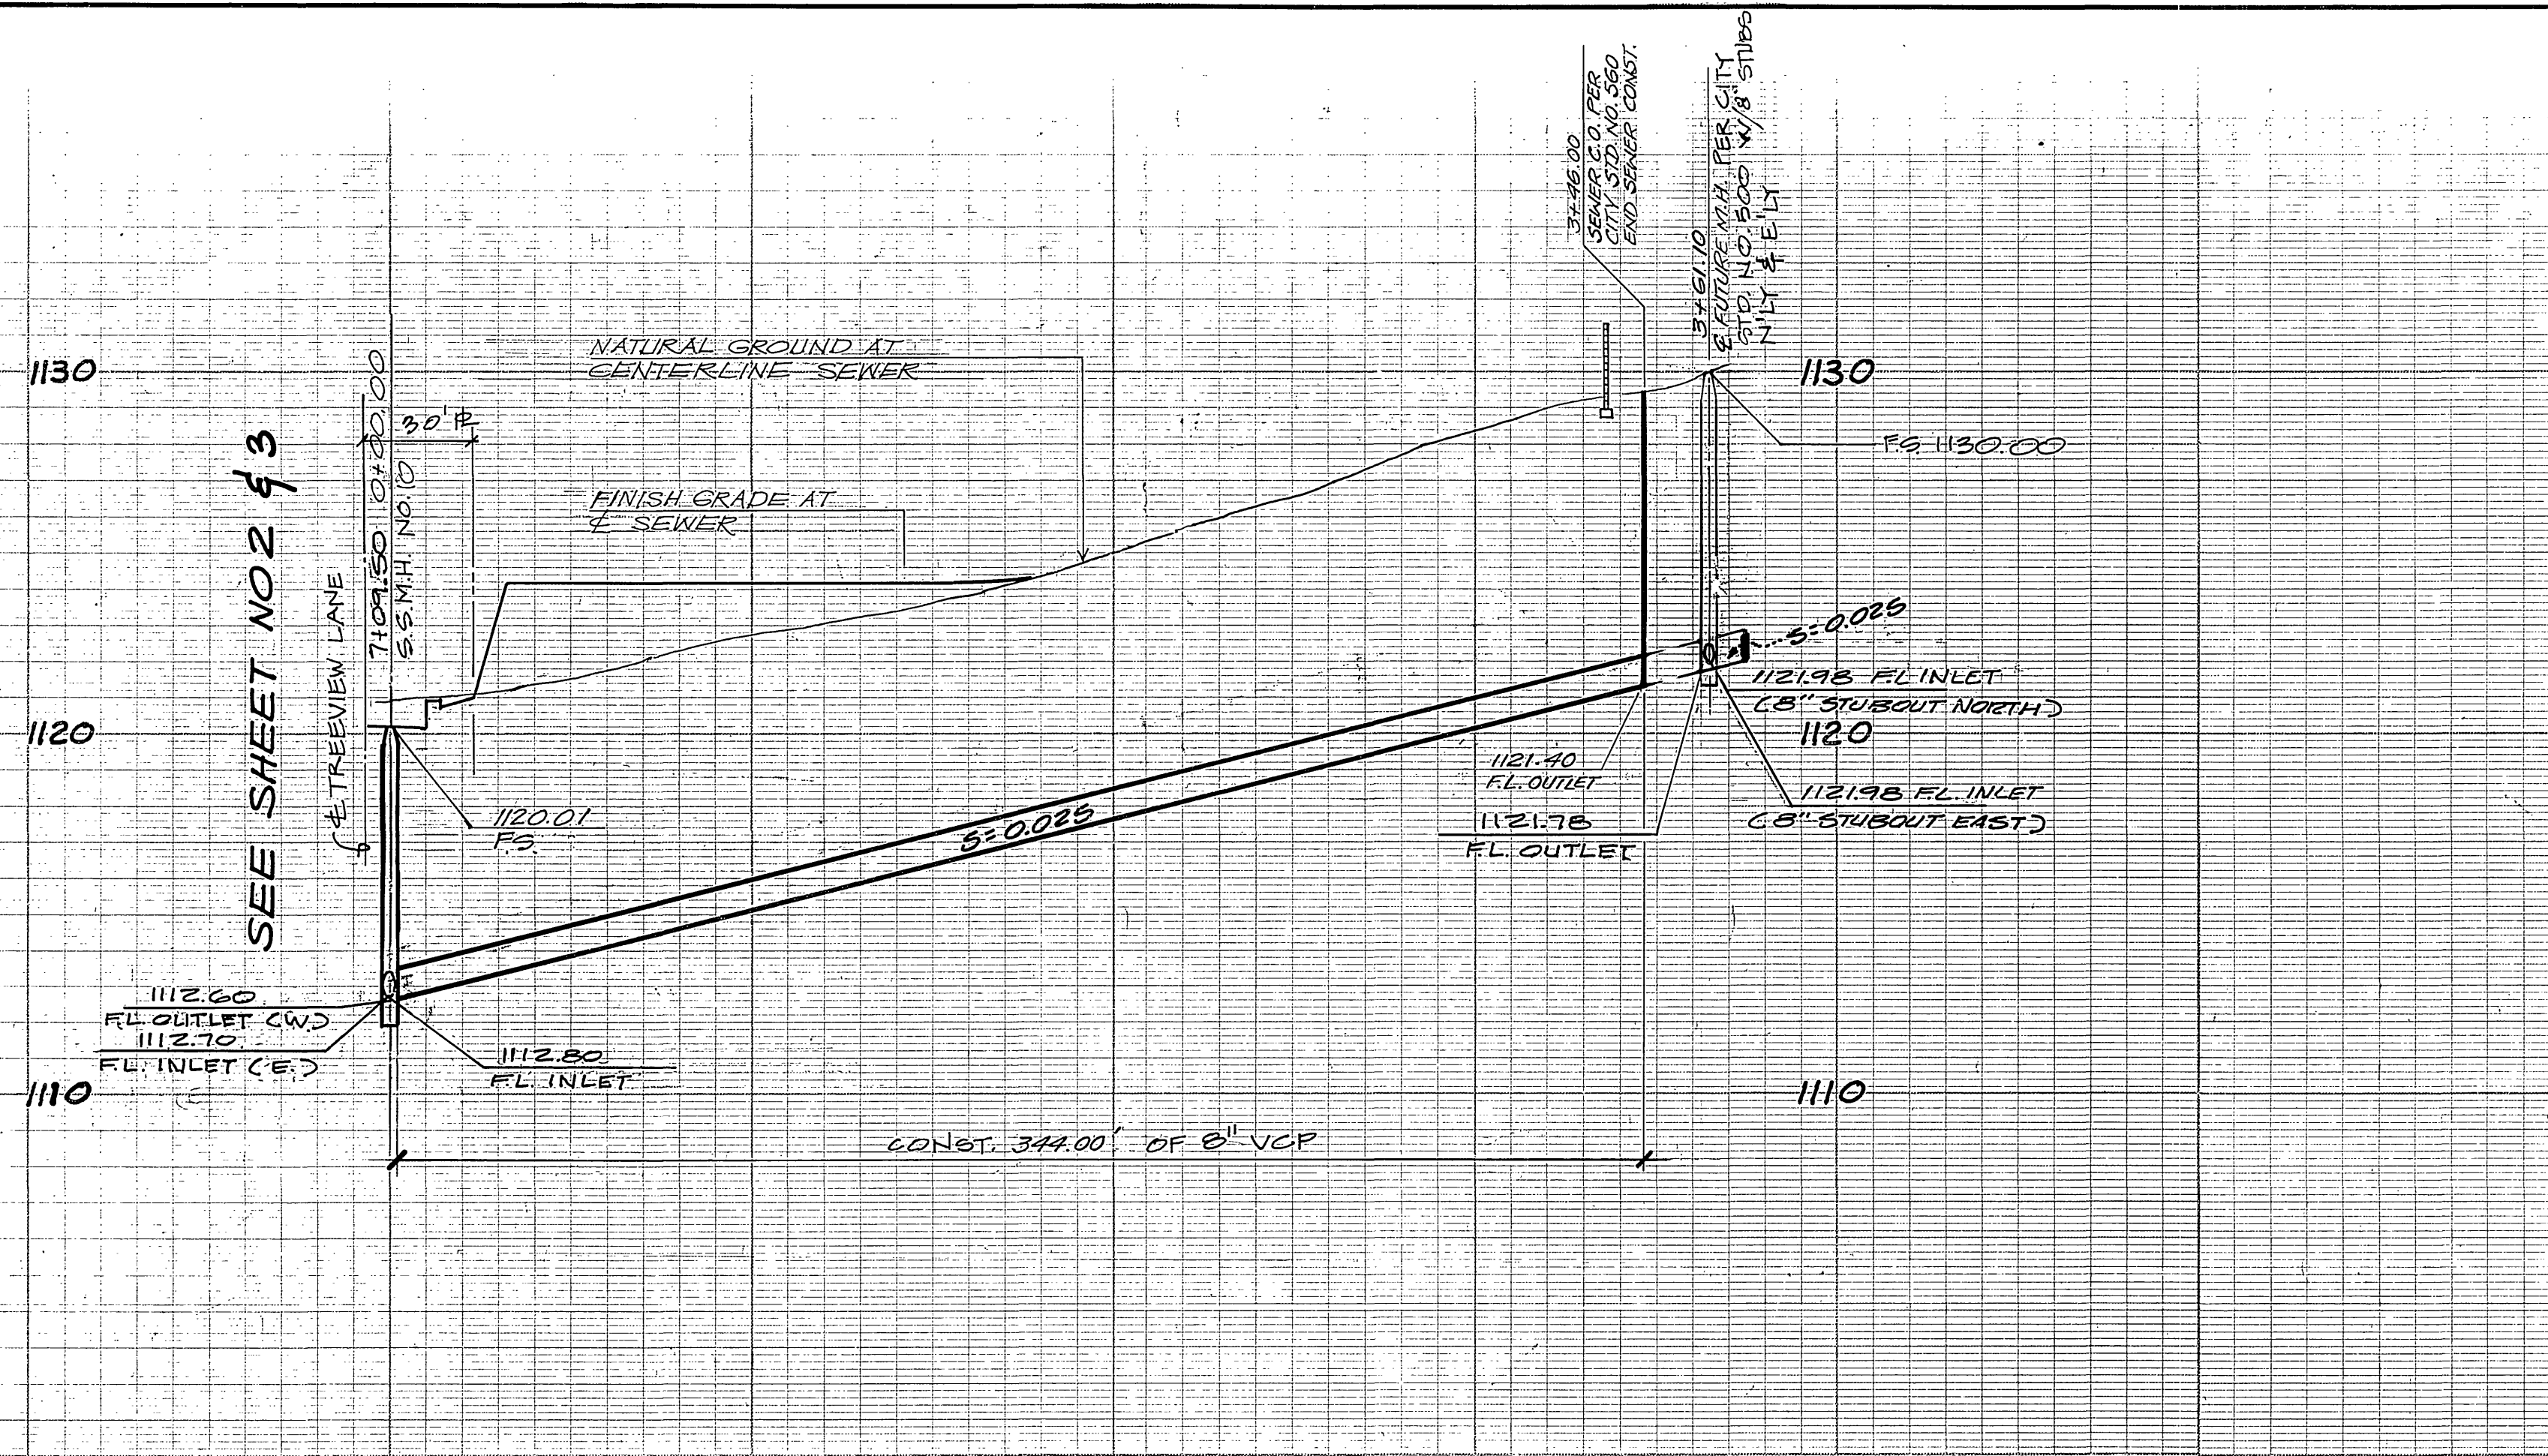 3+46.00
SEWER C.O. PER
CITY STD. NO. 560
END SEWER CONST.
3+61.10
℄ FUTURE M.H. PER CITY
STD. NO. 500 W/8" STUBS
N'LY & E'LY
NATURAL GROUND AT
CENTERLINE SEWER
1130
1130
30' ℄
F.S. 1130.00
SEE SHEET NO 2 & 3
℄ TREEVIEW LANE
7+09.50 0+00.00
S.S.M.H. NO. 10
FINISH GRADE AT
℄ SEWER
S=0.025
1121.98 F.L. INLET
(8" STUBOUT NORTH)
1120
1120
1121.40
F.L. OUTLET
1121.98 F.L. INLET
(8" STUBOUT EAST)
1120.01
F.S.
S=0.025
1121.78
F.L. OUTLET
1112.60
F.L. OUTLET (W.)
1112.70
F.L. INLET (E.)
1112.80
F.L. INLET
1110
1110
CONST. 344.00' OF 8" VCP